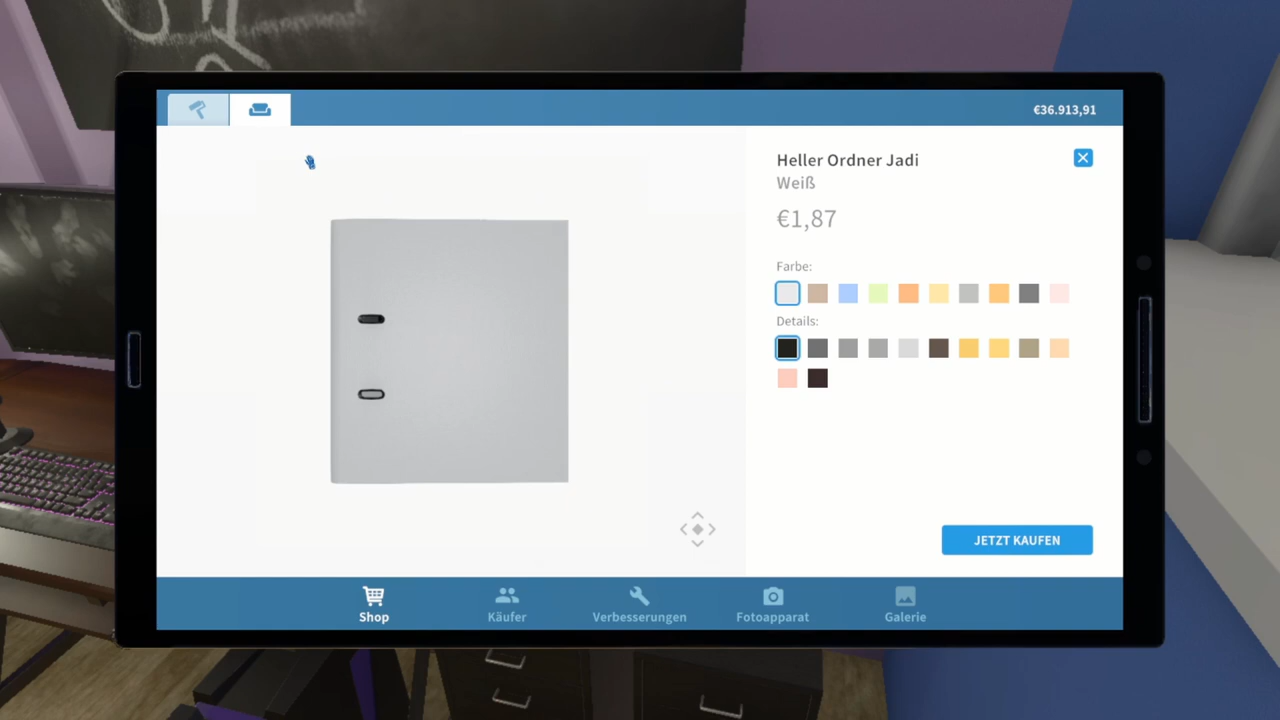 €36.913,91
Heller Ordner Jadi
Weiß
€1,87
Farbe:
Details:
JETZT KAUFEN
Shop
Käufer
Verbesserungen
Fotoapparat
Galerie